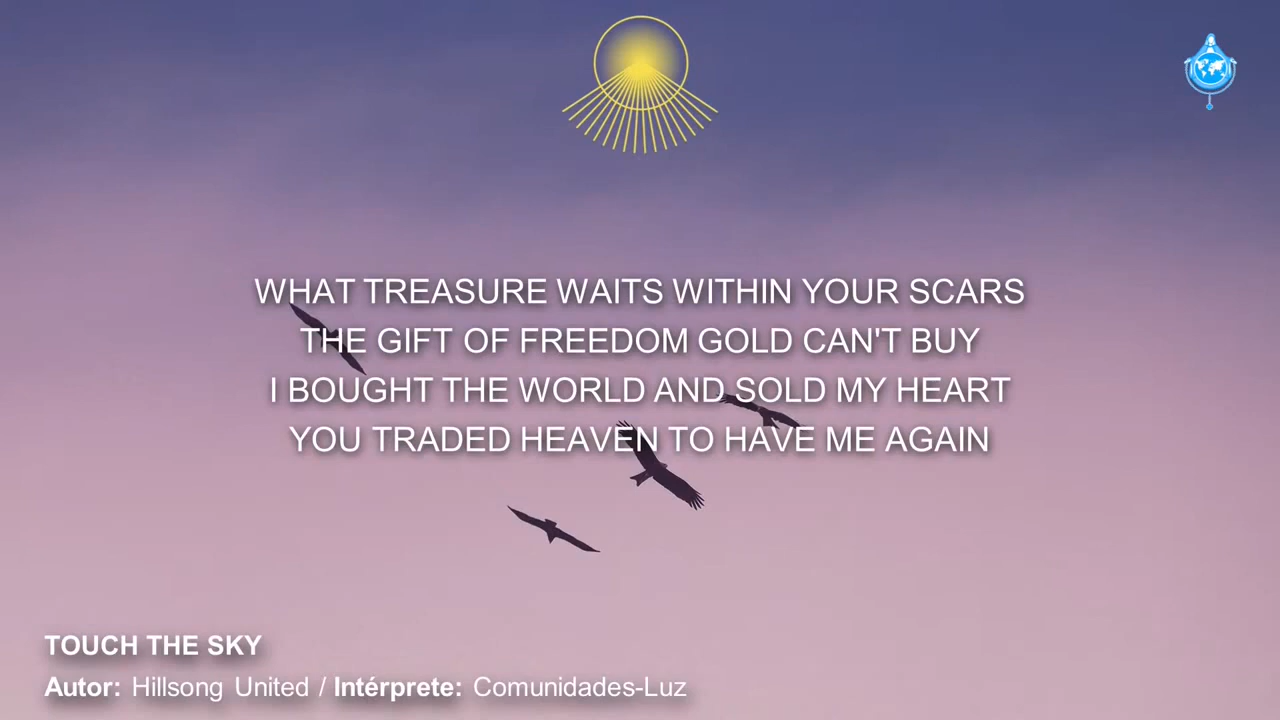 WHAT TREASURE WAITS WITHIN YOUR SCARS
THE GIFT OF FREEDOM GOLD CAN'T BUY
I BOUGHT THE WORLD AND SOLD MY HEART
YOU TRADED HEAVEN TO HAVE ME AGAIN
TOUCH THE SKY
Autor: Hillsong United / Intérprete: Comunidades-Luz